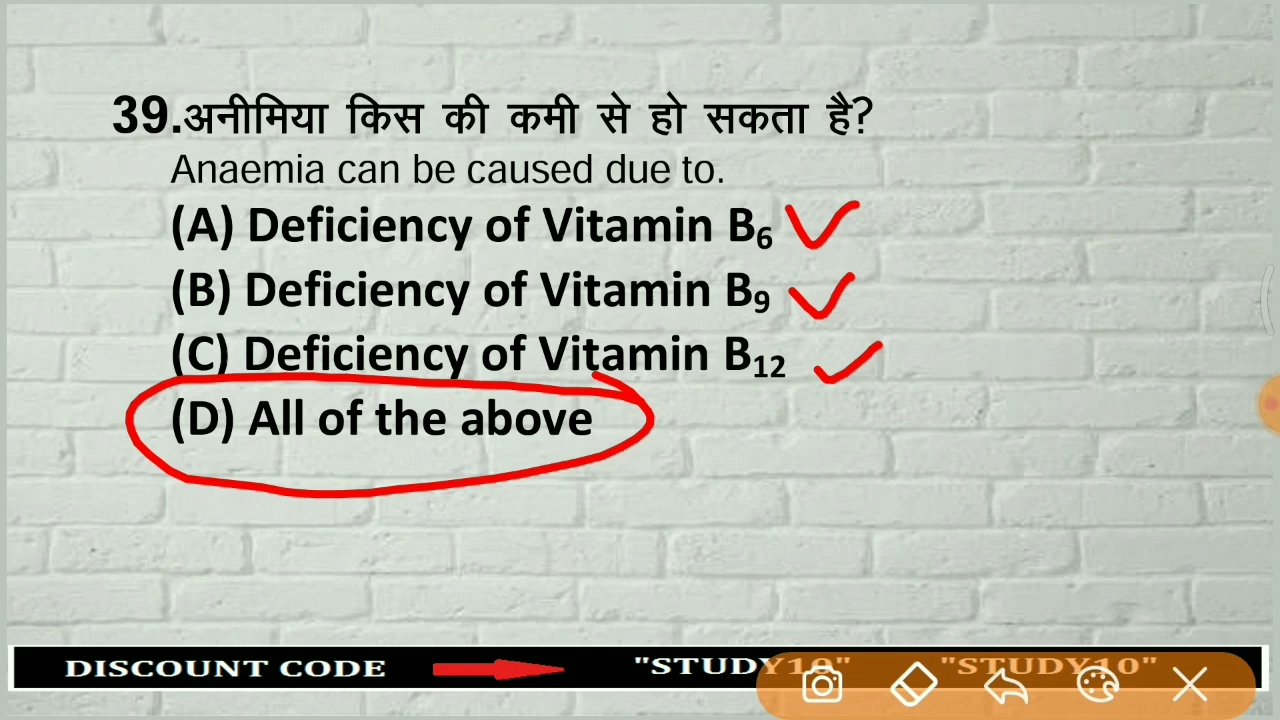 39.अनीमिया किस की कमी से हो सकता है?
Anaemia can be caused due to.
(A) Deficiency of Vitamin B₆
(B) Deficiency of Vitamin B₉
(C) Deficiency of Vitamin B₁₂
(D) All of the above
DISCOUNT CODE "STUDY10" "STUDY10"